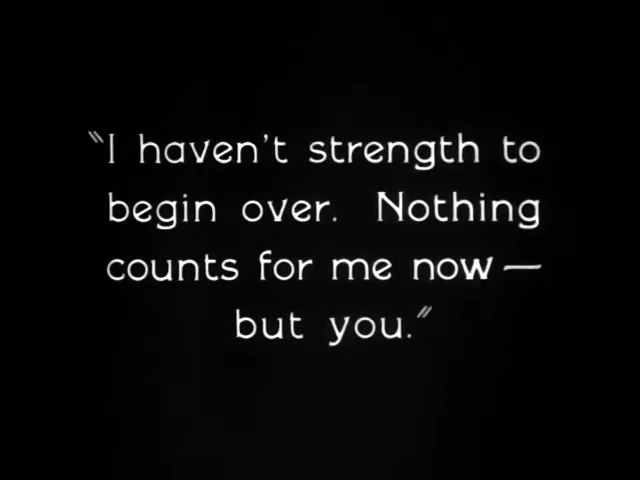 "I haven't strength to
begin over. Nothing
counts for me now—
but you."